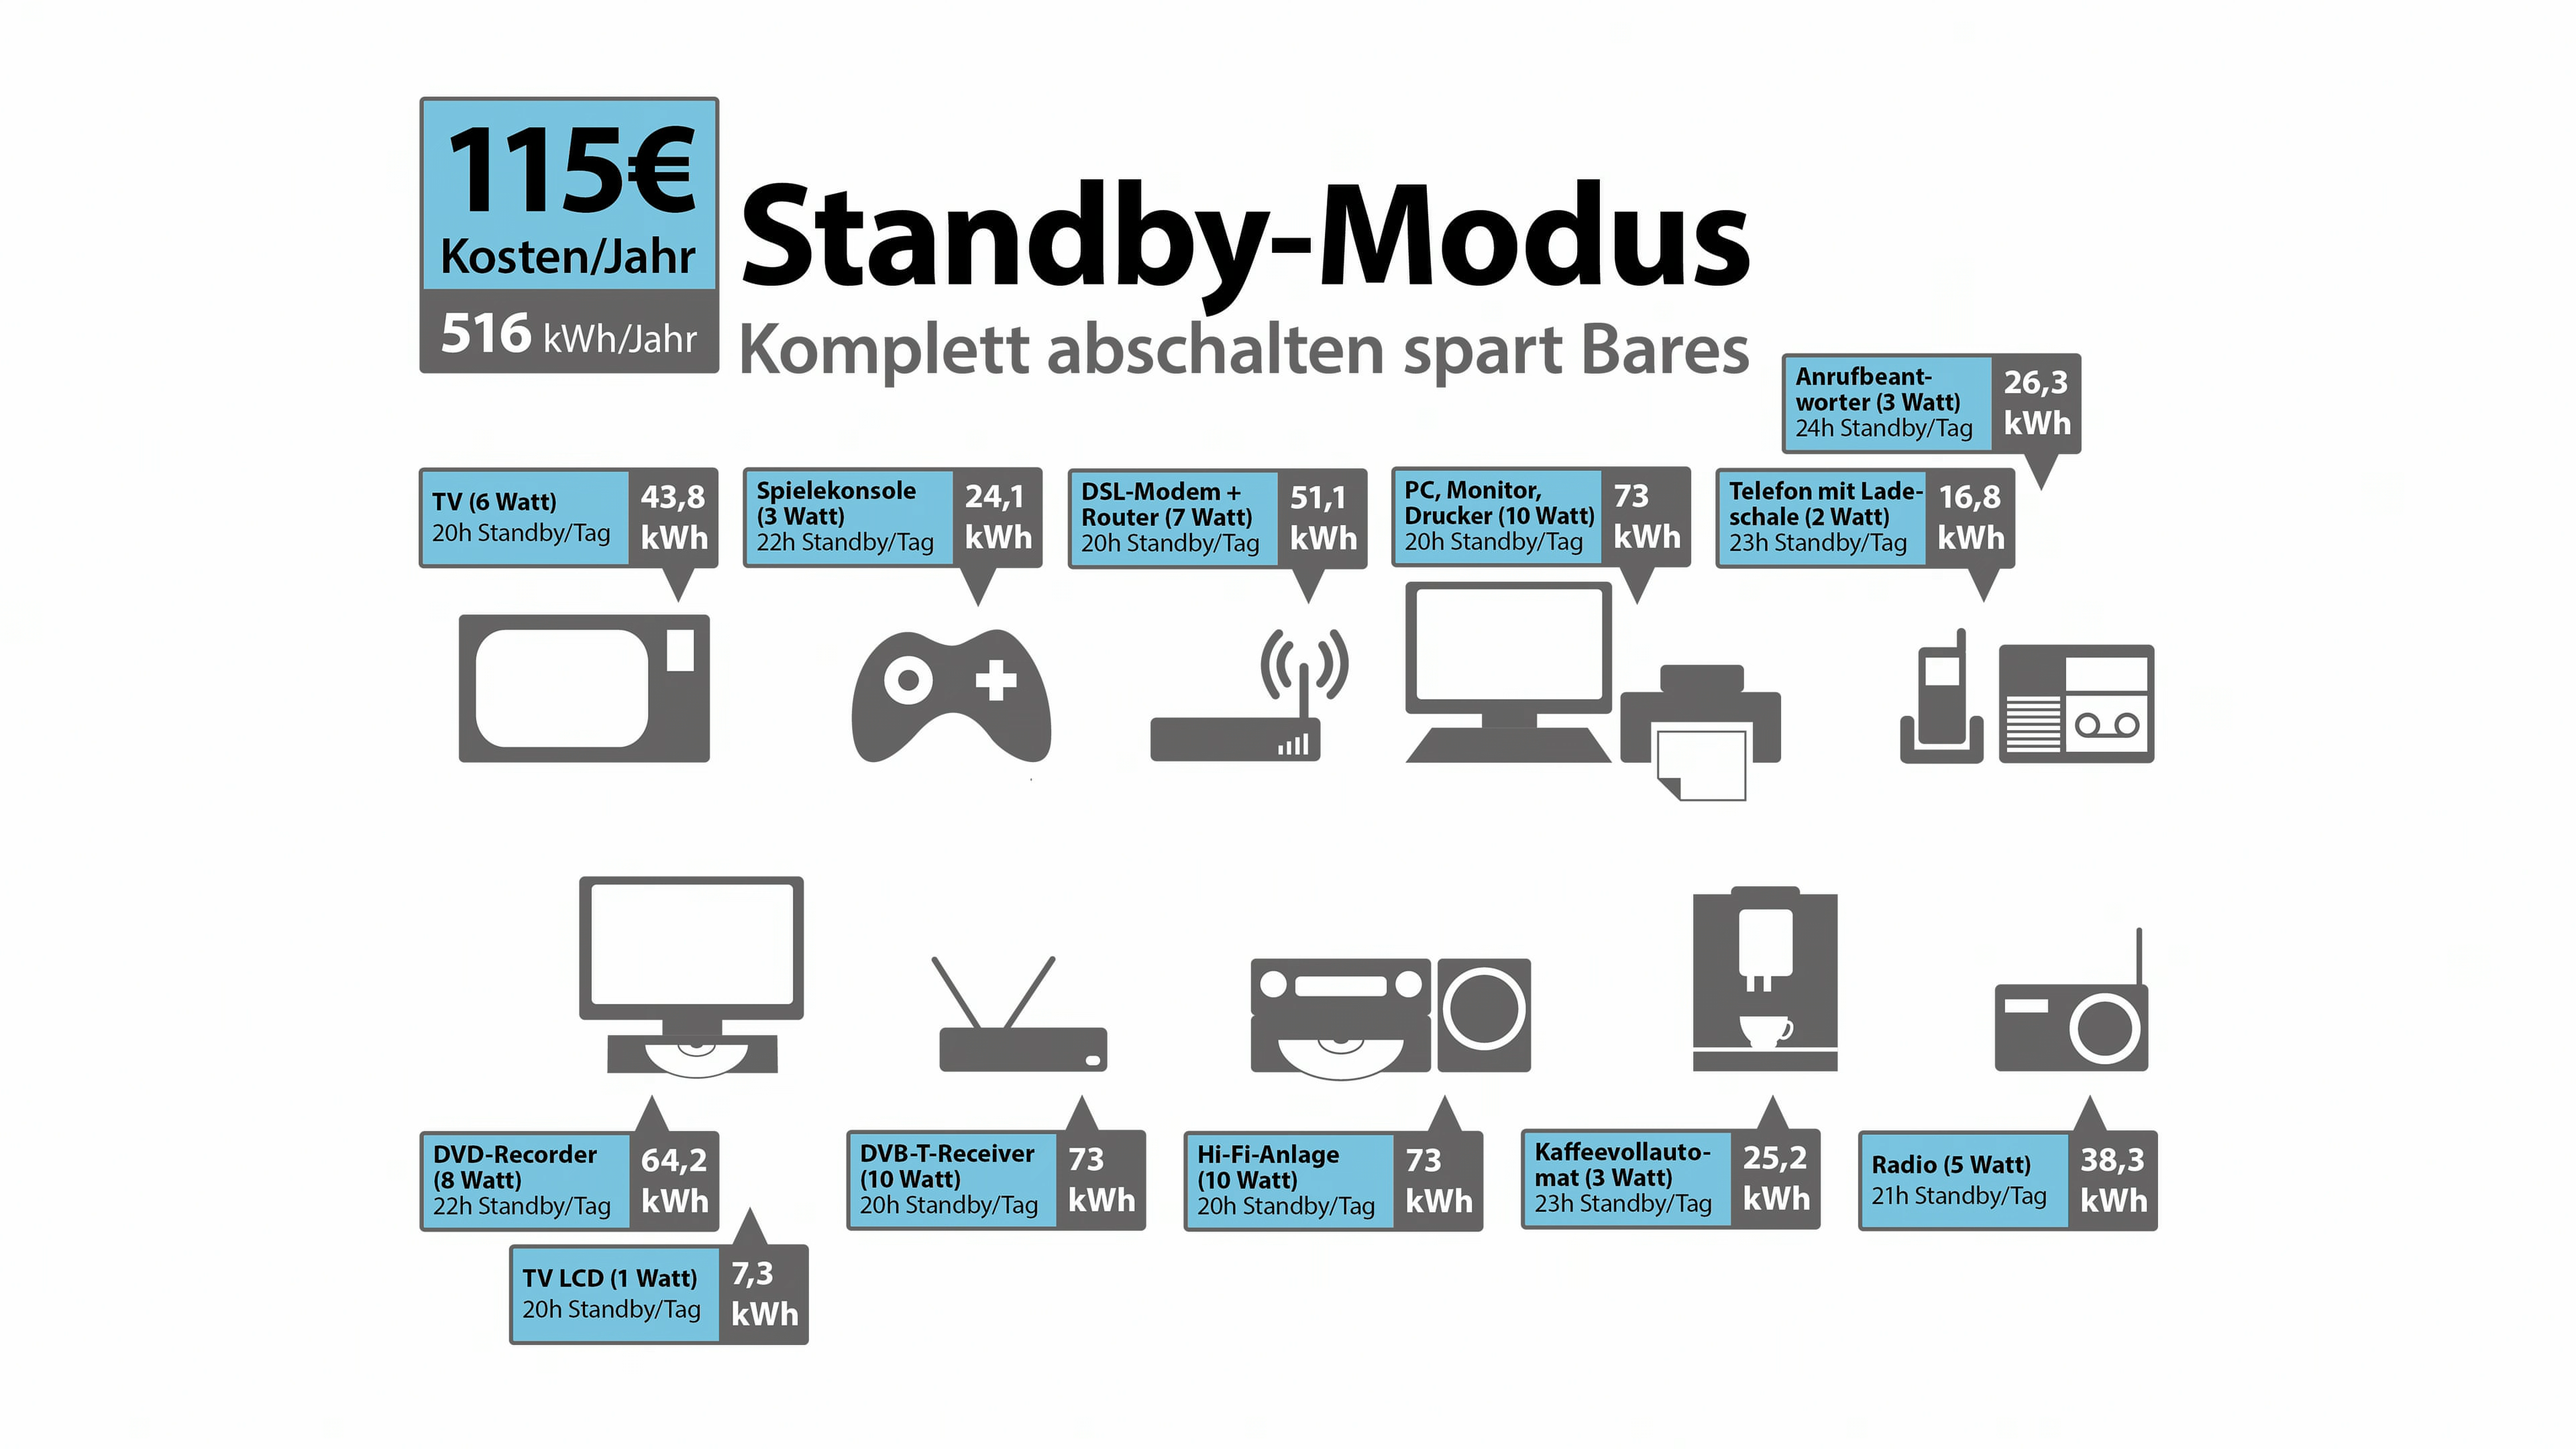 115€
Kosten/Jahr
516 kWh/Jahr
Standby-Modus
Komplett abschalten spart Bares
Anrufbeant-
worter (3 Watt)
24h Standby/Tag
26,3
kWh
TV (6 Watt)
20h Standby/Tag
43,8
kWh
Spielekonsole
(3 Watt)
22h Standby/Tag
24,1
kWh
DSL-Modem +
Router (7 Watt)
20h Standby/Tag
51,1
kWh
PC, Monitor,
Drucker (10 Watt)
20h Standby/Tag
73
kWh
Telefon mit Lade-
schale (2 Watt)
23h Standby/Tag
16,8
kWh
DVD-Recorder
(8 Watt)
22h Standby/Tag
64,2
kWh
TV LCD (1 Watt)
20h Standby/Tag
7,3
kWh
DVB-T-Receiver
(10 Watt)
20h Standby/Tag
73
kWh
Hi-Fi-Anlage
(10 Watt)
20h Standby/Tag
73
kWh
Kaffeevollauto-
mat (3 Watt)
23h Standby/Tag
25,2
kWh
Radio (5 Watt)
21h Standby/Tag
38,3
kWh